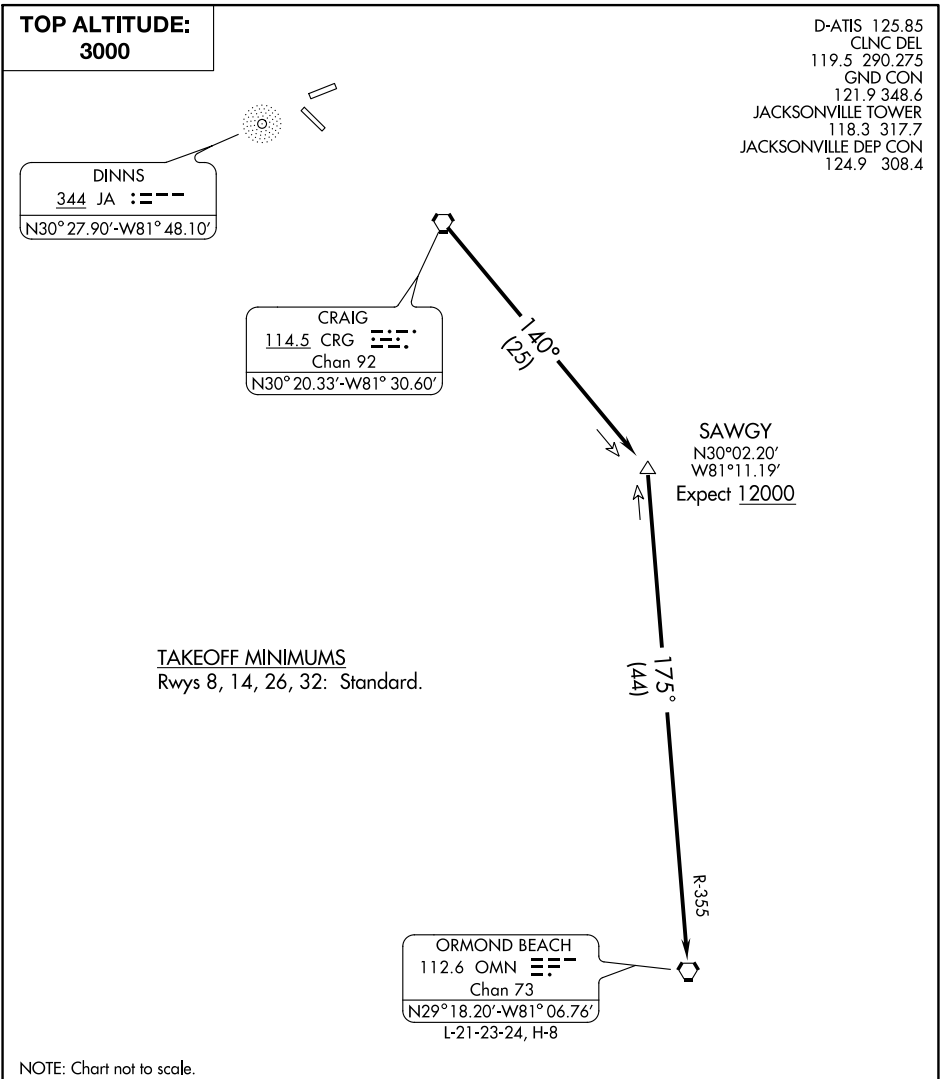 TOP ALTITUDE:
3000
D-ATIS 125.85
CLNC DEL
119.5 290.275
GND CON
121.9 348.6
JACKSONVILLE TOWER
118.3 317.7
JACKSONVILLE DEP CON
124.9 308.4
DINNS
344 JA
N30°27.90'-W81°48.10'
CRAIG
114.5 CRG
Chan 92
N30°20.33'-W81°30.60'
140°
(25)
SAWGY
N30°02.20'
W81°11.19'
Expect 12000
TAKEOFF MINIMUMS
Rwys 8, 14, 26, 32: Standard.
175°
(44)
R-355
ORMOND BEACH
112.6 OMN
Chan 73
N29°18.20'-W81°06.76'
L-21-23-24, H-8
NOTE: Chart not to scale.